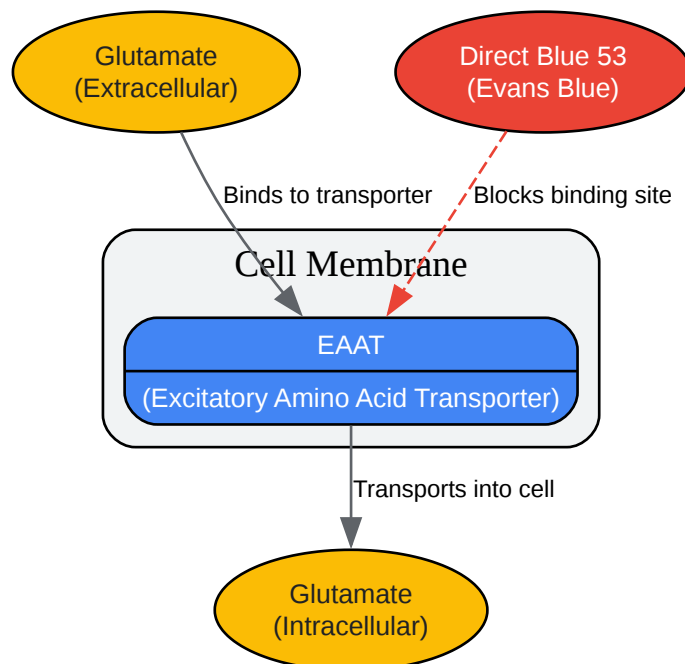 Glutamate
(Extracellular)
Direct Blue 53
(Evans Blue)
Binds to transporter
Blocks binding site
Cell Membrane
EAAT
(Excitatory Amino Acid Transporter)
Transports into cell
Glutamate
(Intracellular)